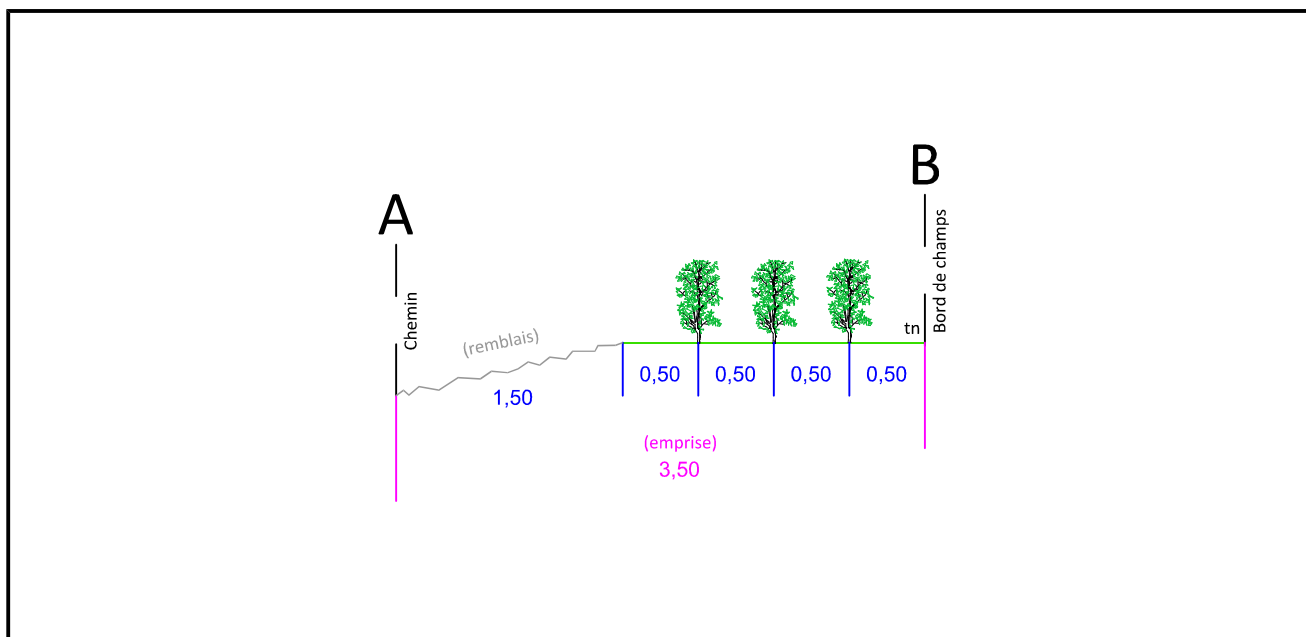 B
A
Bord de champs
Chemin
tn
(remblais)
0,50 0,50 0,50 0,50
1,50
(emprise)
3,50